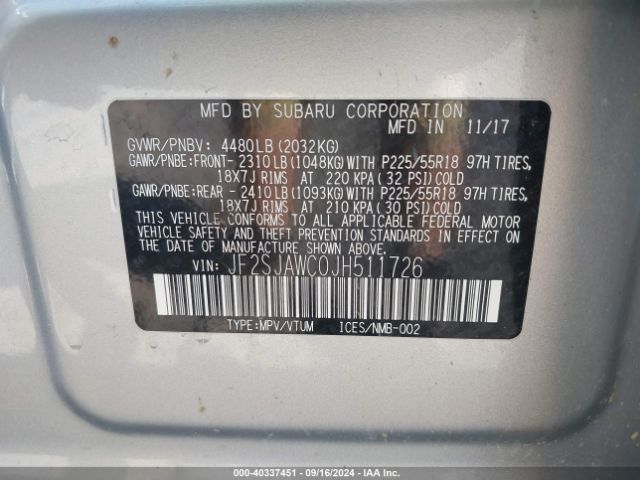 MFD BY SUBARU CORPORATION
MFD IN 11/17
GVWR/PNBV: 4480LB (2032KG)
GAWR/PNBE:FRONT- 2310LB(1048KG)WITH P225/55R18 97H TIRES,
18X7J RIMS AT 220 KPA ( 32 PSI) COLD
GAWR/PNBE:REAR - 2410LB(1093KG)WITH P225/55R18 97H TIRES,
18X7J RIMS AT 210 KPA ( 30 PSI) COLD
THIS VEHICLE CONFORMS TO ALL APPLICABLE FEDERAL MOTOR
VEHICLE SAFETY AND THEFT PREVENTION STANDARDS IN EFFECT
ON THE DATE OF MANUFACTURE SHOWN ABOVE.
VIN: JF2SJAWC0JH511726
TYPE:MPV/VTUM ICES/NMB-002
000-40337451 - 09/16/2024 - IAA Inc.